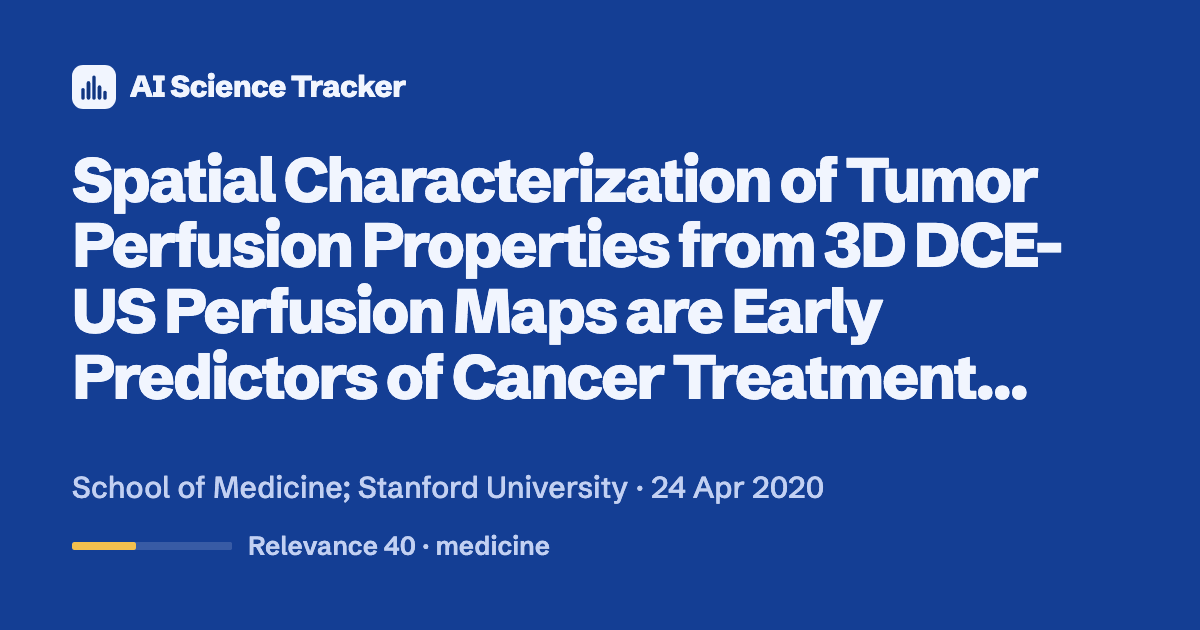 AI Science Tracker
Spatial Characterization of Tumor
Perfusion Properties from 3D DCE-
US Perfusion Maps are Early
Predictors of Cancer Treatment...
School of Medicine; Stanford University · 24 Apr 2020
Relevance 40 · medicine